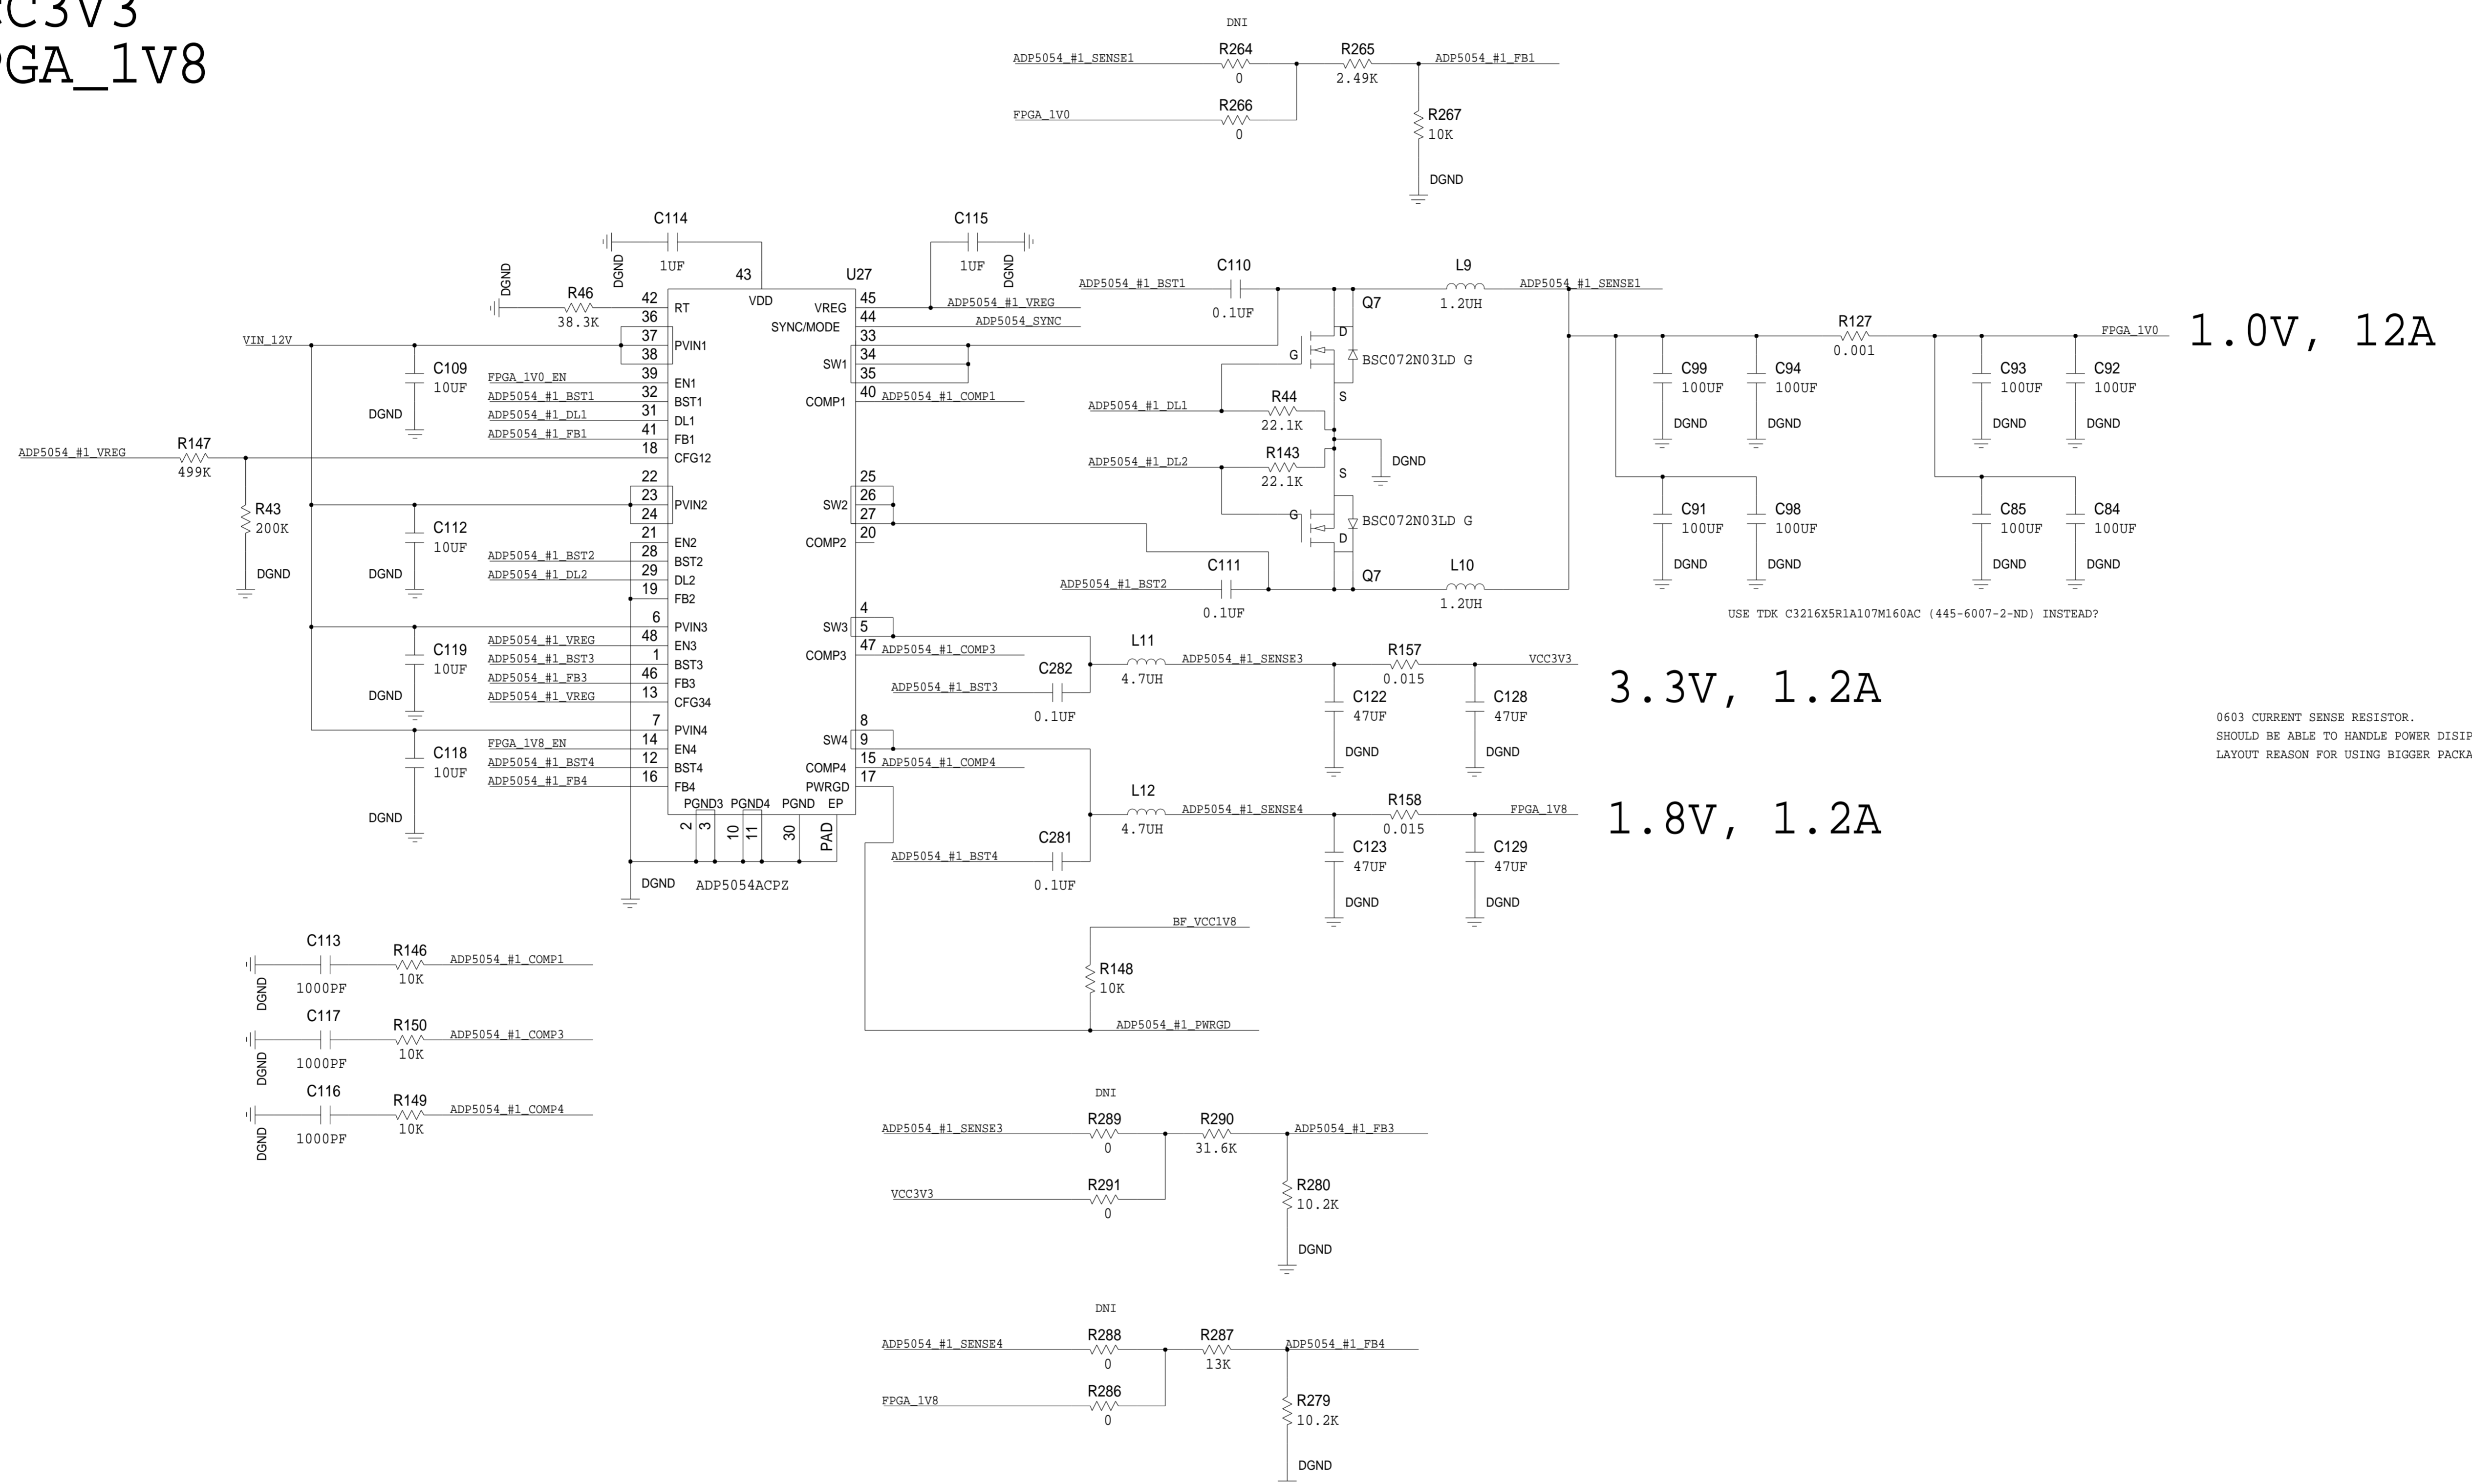 CC3V3
PGA_1V8
DNI
ADP5054_#1_SENSE1
R264
0
R265
2.49K
ADP5054_#1_FB1
FPGA_1V0
R266
0
R267
10K
DGND
C114
1UF
DGND
C115
1UF
DGND
DGND
R46
38.3K
43
U27
VDD
42
RT
36
37
38
PVIN1
39
EN1
32
BST1
31
DL1
41
FB1
18
CFG12
22
23
24
PVIN2
21
EN2
28
BST2
29
DL2
19
FB2
6
PVIN3
48
EN3
1
BST3
46
FB3
13
CFG34
7
PVIN4
14
EN4
12
BST4
16
FB4
VREG
45
SYNC/MODE
44
33
34
SW1
35
COMP1
40
25
SW2
26
27
COMP2
20
4
SW3
5
COMP3
47
8
SW4
9
COMP4
15
PWRGD
17
PGND3 PGND4 PGND EP
2
3
10
11
30
PAD
DGND
ADP5054ACPZ
VIN_12V
C109
10UF
DGND
FPGA_1V0_EN
ADP5054_#1_BST1
ADP5054_#1_DL1
ADP5054_#1_FB1
ADP5054_#1_VREG
R147
499K
R43
200K
DGND
C112
10UF
DGND
ADP5054_#1_BST2
ADP5054_#1_DL2
C119
10UF
DGND
ADP5054_#1_VREG
ADP5054_#1_BST3
ADP5054_#1_FB3
ADP5054_#1_VREG
C118
10UF
DGND
FPGA_1V8_EN
ADP5054_#1_BST4
ADP5054_#1_FB4
ADP5054_#1_VREG
ADP5054_SYNC
ADP5054_#1_COMP1
ADP5054_#1_BST1
C110
0.1UF
L9
1.2UH
ADP5054_#1_SENSE1
Q7
D
G
BSC072N03LD G
S
ADP5054_#1_DL1
R44
22.1K
ADP5054_#1_DL2
R143
22.1K
DGND
S
G
BSC072N03LD G
D
Q7
ADP5054_#1_BST2
C111
0.1UF
L10
1.2UH
R127
0.001
FPGA_1V0
1.0V, 12A
C99
100UF
DGND
C94
100UF
DGND
C93
100UF
DGND
C92
100UF
DGND
C91
100UF
DGND
C98
100UF
DGND
C85
100UF
DGND
C84
100UF
DGND
USE TDK C3216X5R1A107M160AC (445-6007-2-ND) INSTEAD?
ADP5054_#1_COMP3
L11
4.7UH
ADP5054_#1_SENSE3
R157
0.015
VCC3V3
3.3V, 1.2A
ADP5054_#1_BST3
C282
0.1UF
C122
47UF
DGND
C128
47UF
DGND
ADP5054_#1_COMP4
L12
4.7UH
ADP5054_#1_SENSE4
R158
0.015
FPGA_1V8
1.8V, 1.2A
ADP5054_#1_BST4
C281
0.1UF
C123
47UF
DGND
C129
47UF
DGND
0603 CURRENT SENSE RESISTOR.
SHOULD BE ABLE TO HANDLE POWER DISIP
LAYOUT REASON FOR USING BIGGER PACKA
BF_VCC1V8
R148
10K
ADP5054_#1_PWRGD
C113
1000PF
R146
10K
ADP5054_#1_COMP1
DGND
C117
1000PF
R150
10K
ADP5054_#1_COMP3
DGND
C116
1000PF
R149
10K
ADP5054_#1_COMP4
DGND
DNI
ADP5054_#1_SENSE3
R289
0
R290
31.6K
ADP5054_#1_FB3
VCC3V3
R291
0
R280
10.2K
DGND
DNI
ADP5054_#1_SENSE4
R288
0
R287
13K
ADP5054_#1_FB4
FPGA_1V8
R286
0
R279
10.2K
DGND